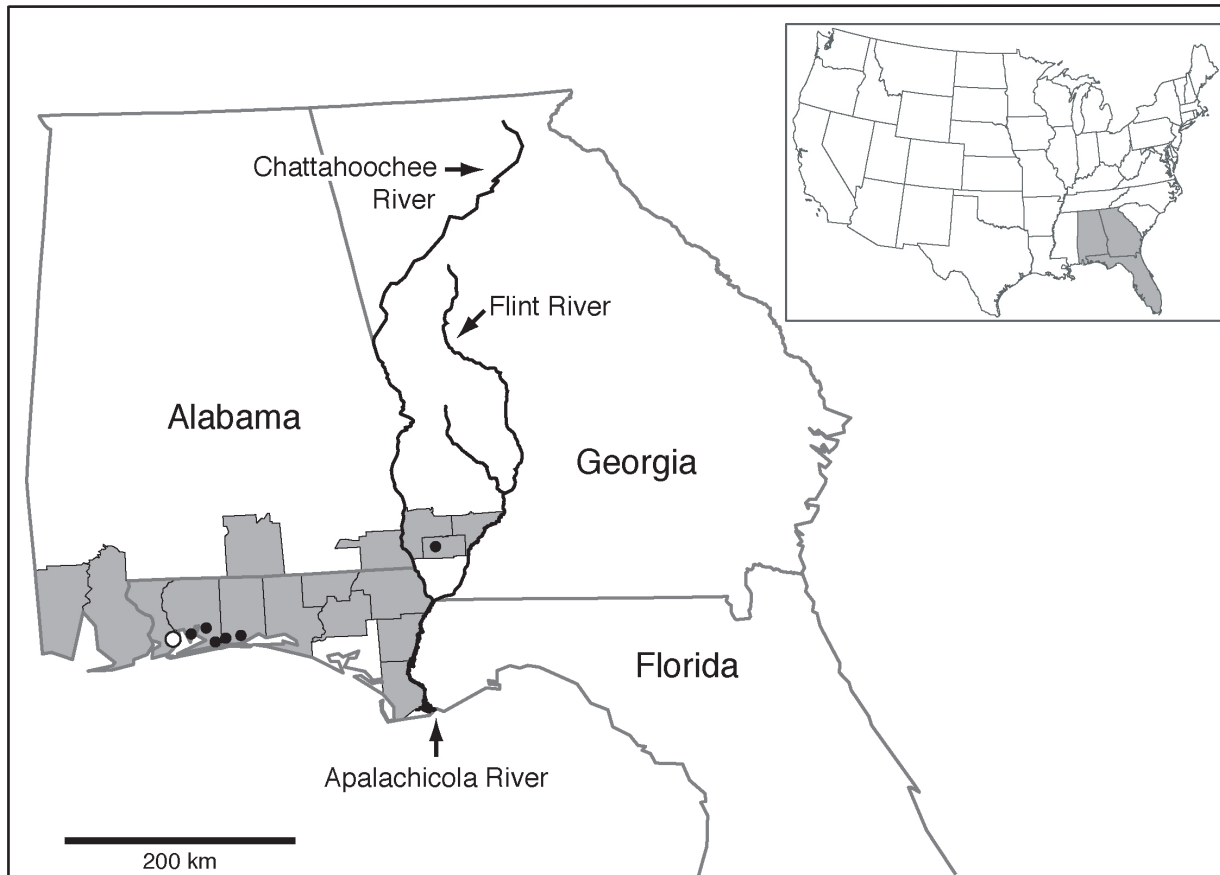 Chattahoochee
River
Flint River
Alabama
Georgia
Florida
Apalachicola River
200 km